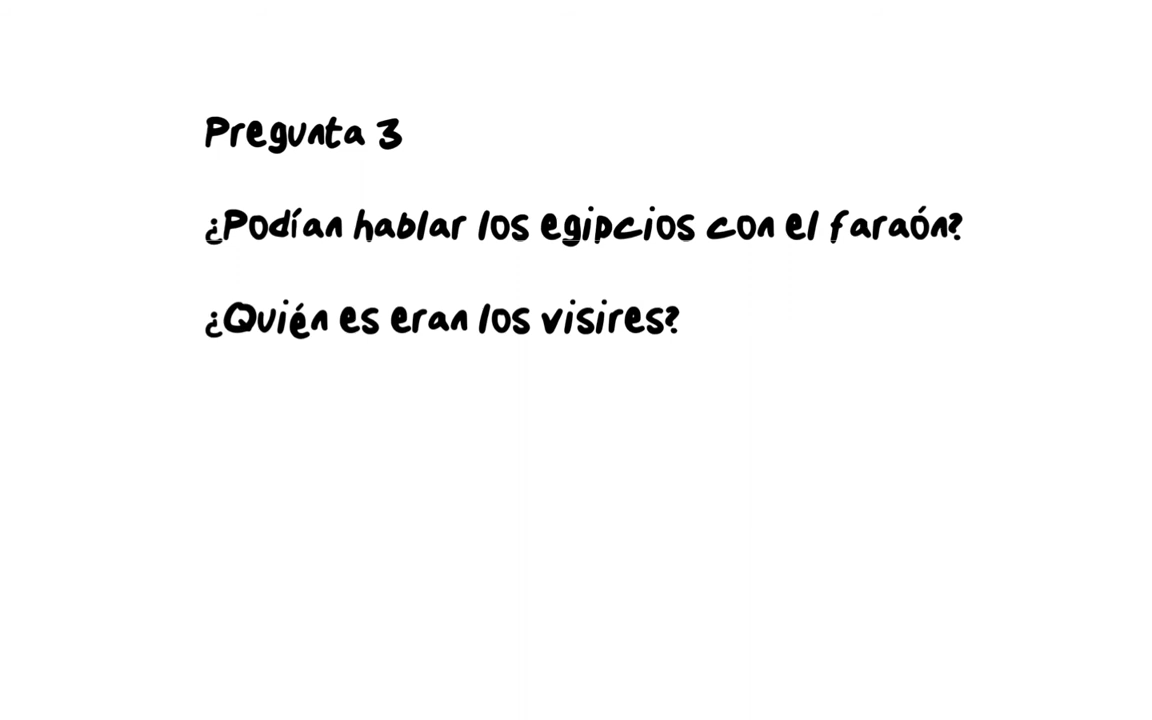 Pregunta 3
¿Podían hablar los egipcios con el faraón?
¿Quién es eran los visires?